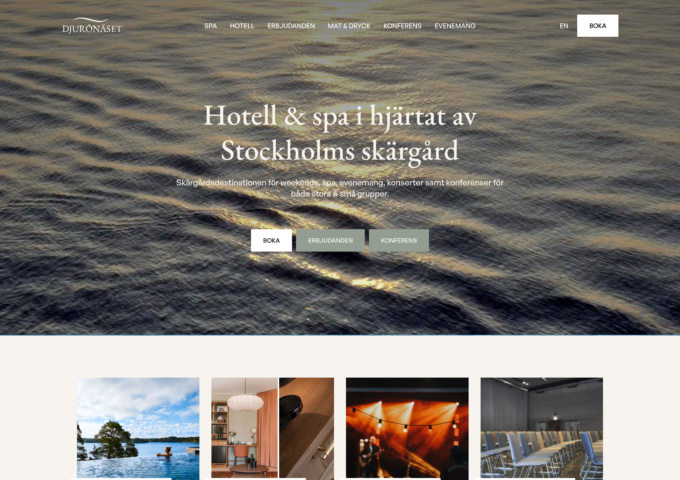 DJURÖNÄSET
SPA HOTELL ERBJUDANDEN MAT & DRYCK KONFERENS EVENEMANG EN BOKA
Hotell & spa i hjärtat av
Stockholms skärgård
Skärgårdsdestinationen för weekends, spa, evenemang, konserter samt konferenser för
både stora & små grupper.
BOKA ERBJUDANDEN KONFERENS